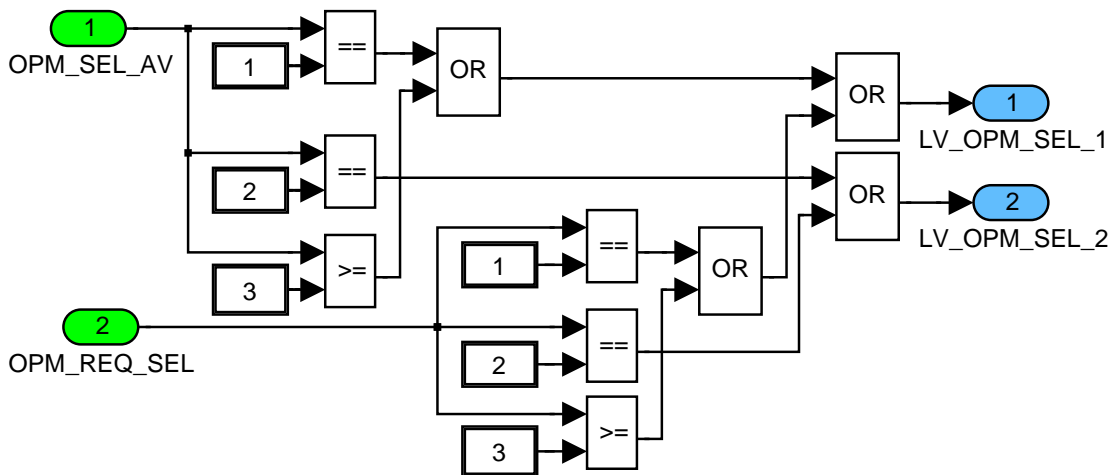 1
OPM_SEL_AV
1
==
OR
2
==
3
>=
OR
1
LV_OPM_SEL_1
OR
2
LV_OPM_SEL_2
2
OPM_REQ_SEL
1
==
OR
2
==
3
>=